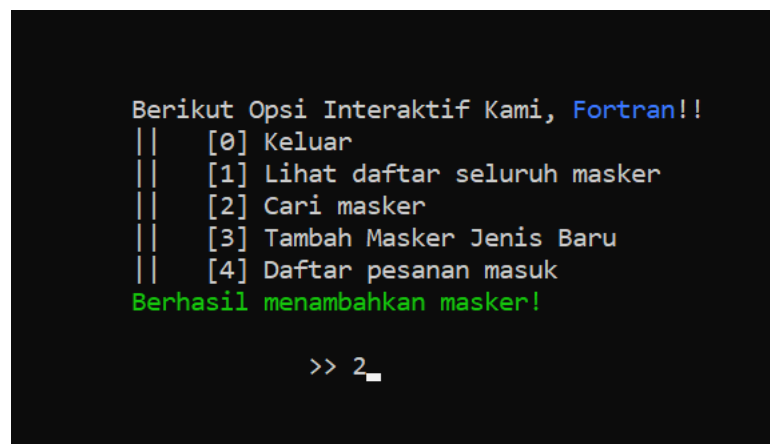 Berikut Opsi Interaktif Kami, Fortran!!
||   [0] Keluar
||   [1] Lihat daftar seluruh masker
||   [2] Cari masker
||   [3] Tambah Masker Jenis Baru
||   [4] Daftar pesanan masuk
Berhasil menambahkan masker!
>> 2_